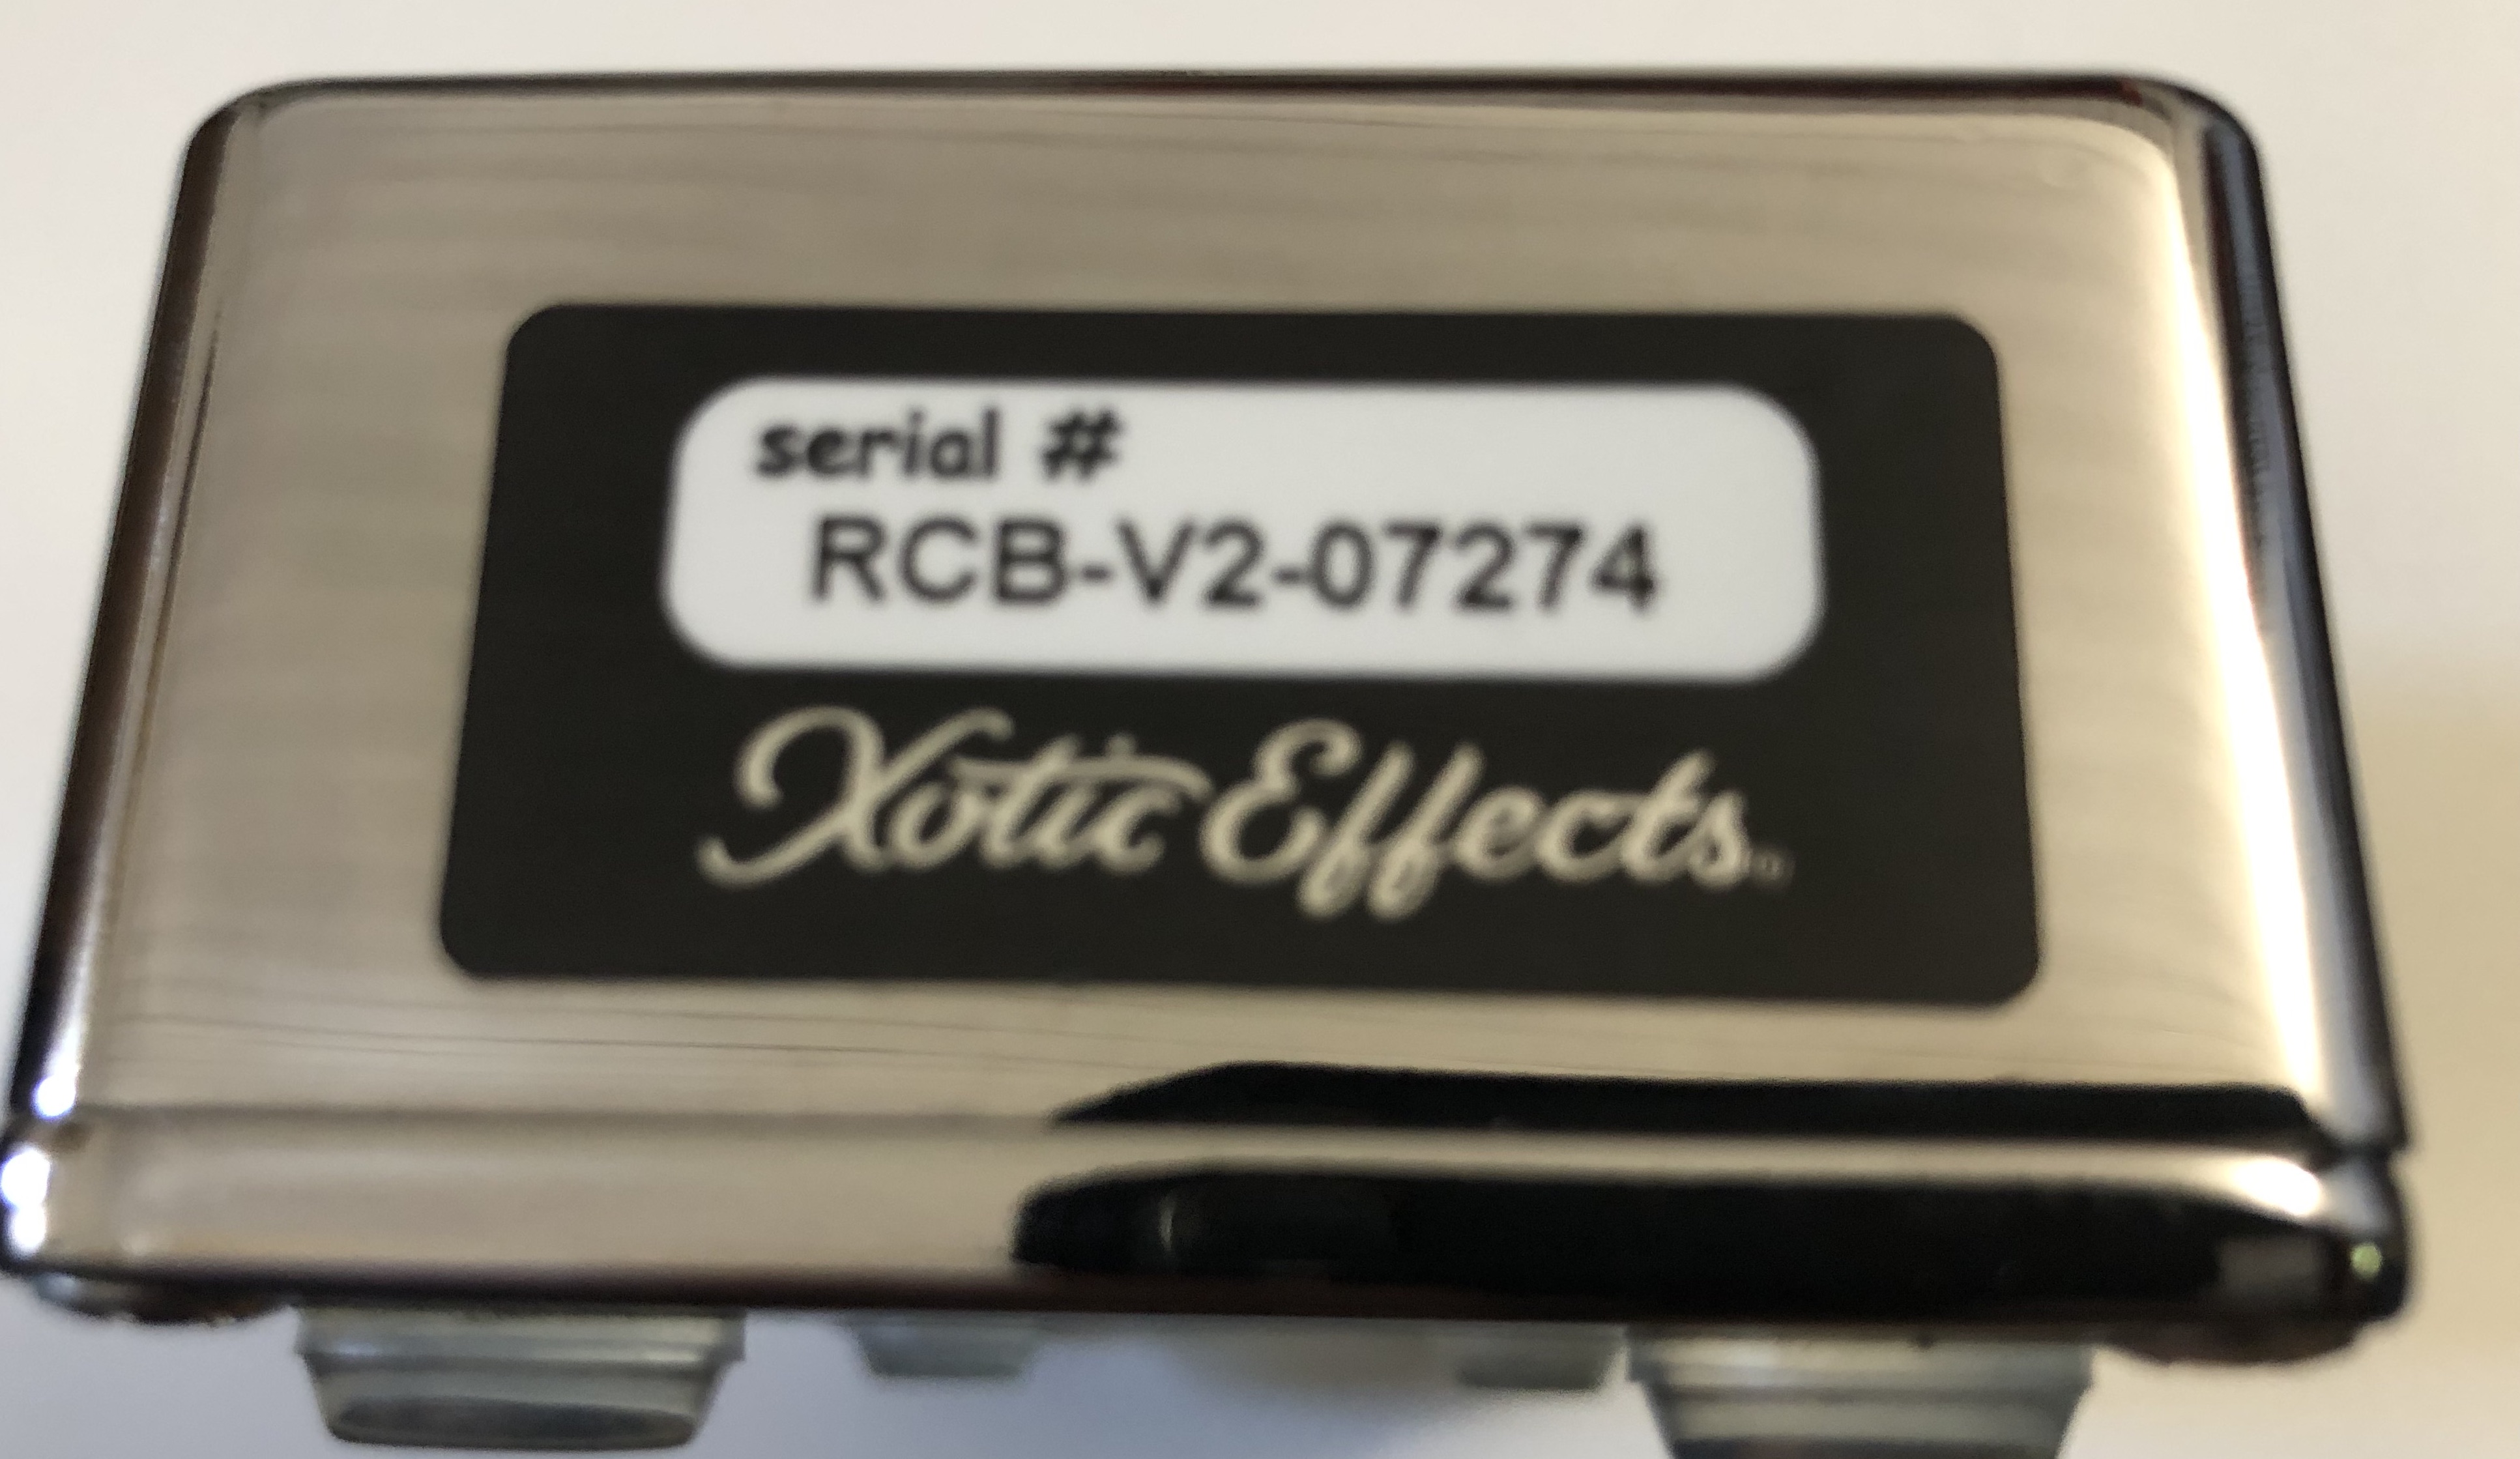 serial #
RCB-V2-07274
Xotic Effects